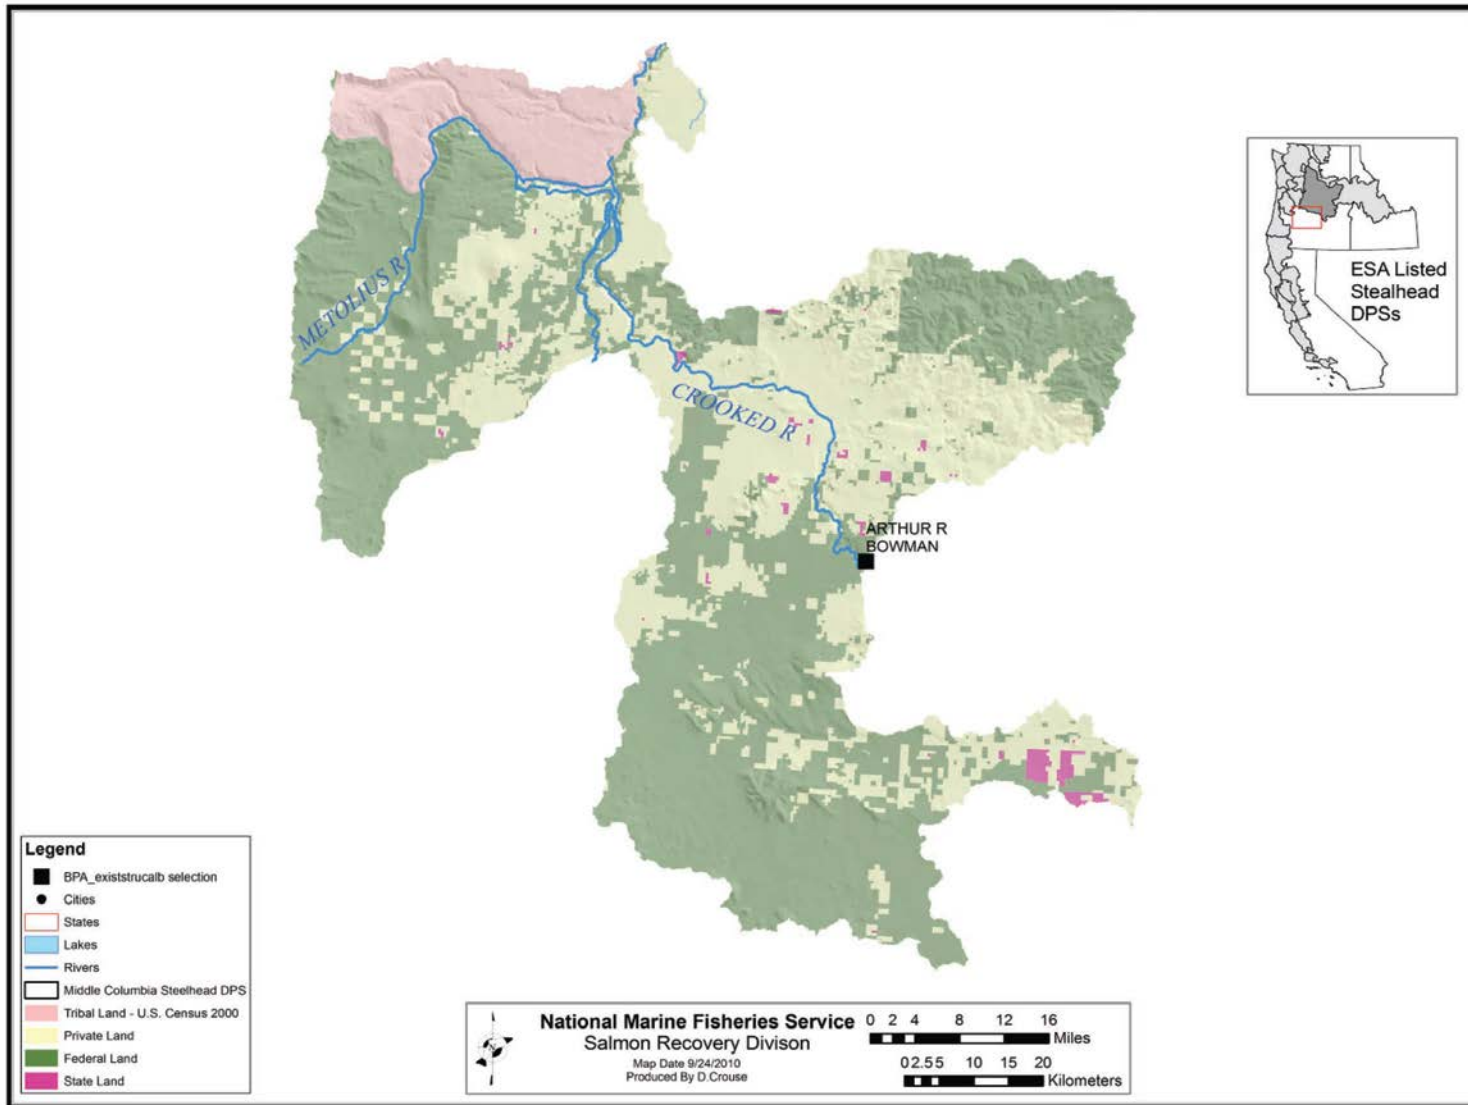 METOLIUS R
CROOKED R
ARTHUR R
BOWMAN
ESA Listed
Stealhead
DPSs
Legend
BPA_existstrucalb selection
Cities
States
Lakes
Rivers
Middle Columbia Steelhead DPS
Tribal Land - U.S. Census 2000
Private Land
Federal Land
State Land
N
National Marine Fisheries Service
Salmon Recovery Divison
Map Date 9/24/2010
Produced By D.Crouse
0 2 4 8 12 16
Miles
0 2.5 5 10 15 20
Kilometers